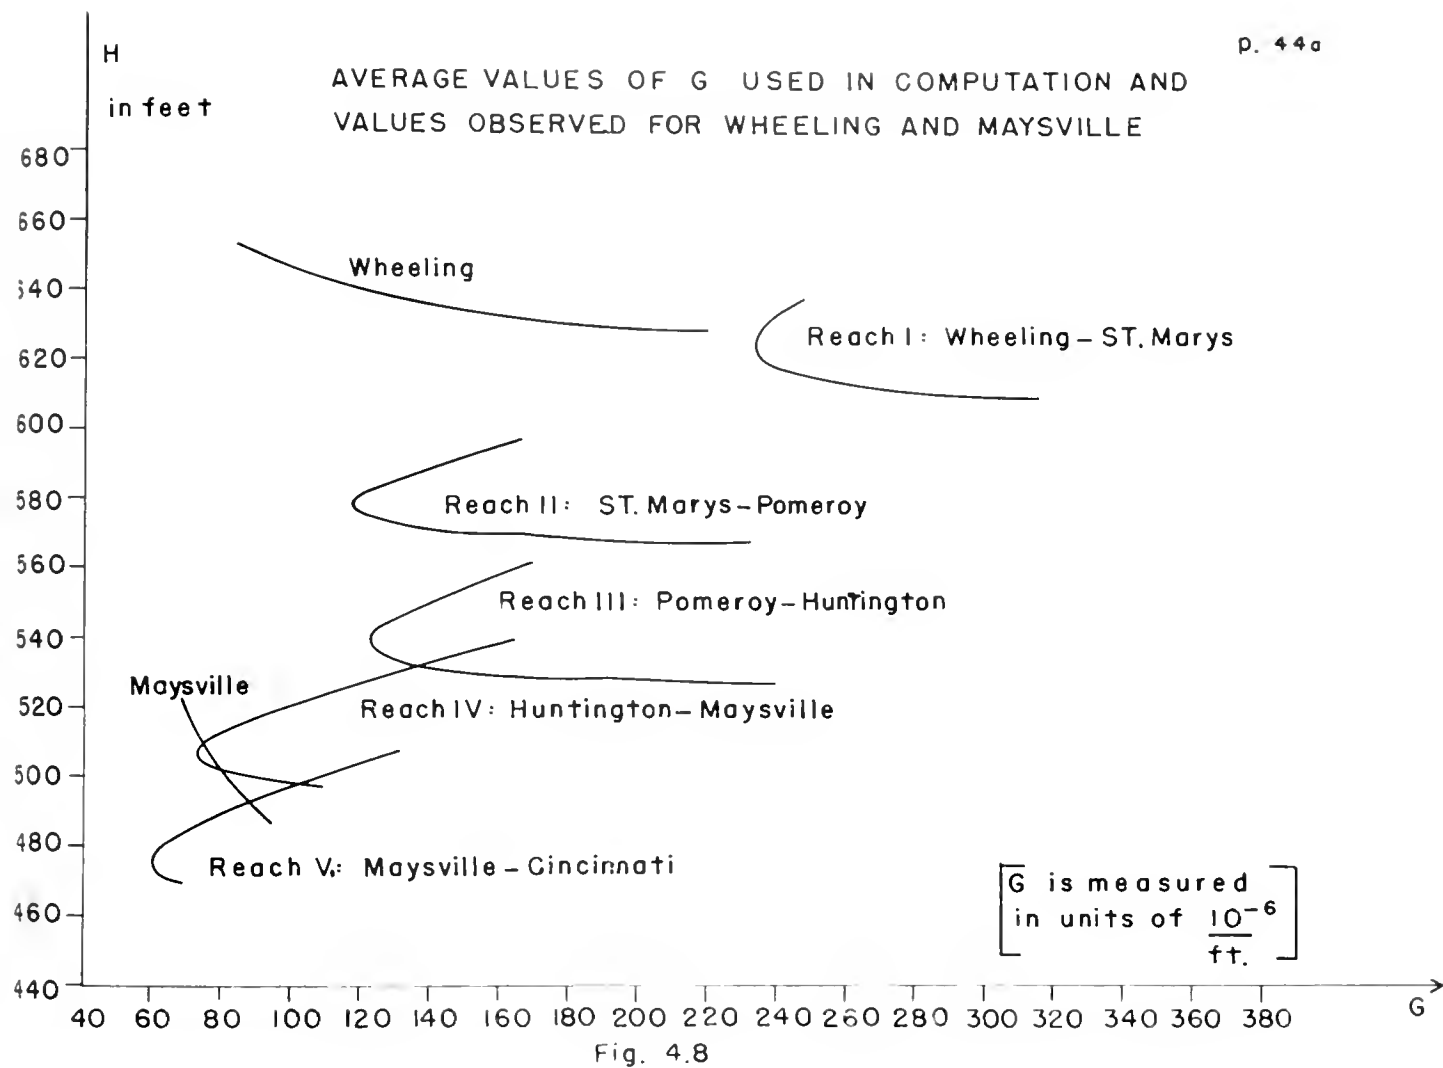 p. 44a
H
in feet
AVERAGE VALUES OF G USED IN COMPUTATION AND
VALUES OBSERVED FOR WHEELING AND MAYSVILLE
680
660
Wheeling
640
Reach I: Wheeling – ST. Marys
620
600
580
Reach II: ST. Marys – Pomeroy
560
Reach III: Pomeroy – Huntington
540
Maysville
520
Reach IV: Huntington – Maysville
500
480
Reach V: Maysville – Cincinnati
460
G is measured
in units of 10⁻⁶
ft.
440
40 60 80 100 120 140 160 180 200 220 240 260 280 300 320 340 360 380 G
Fig. 4.8